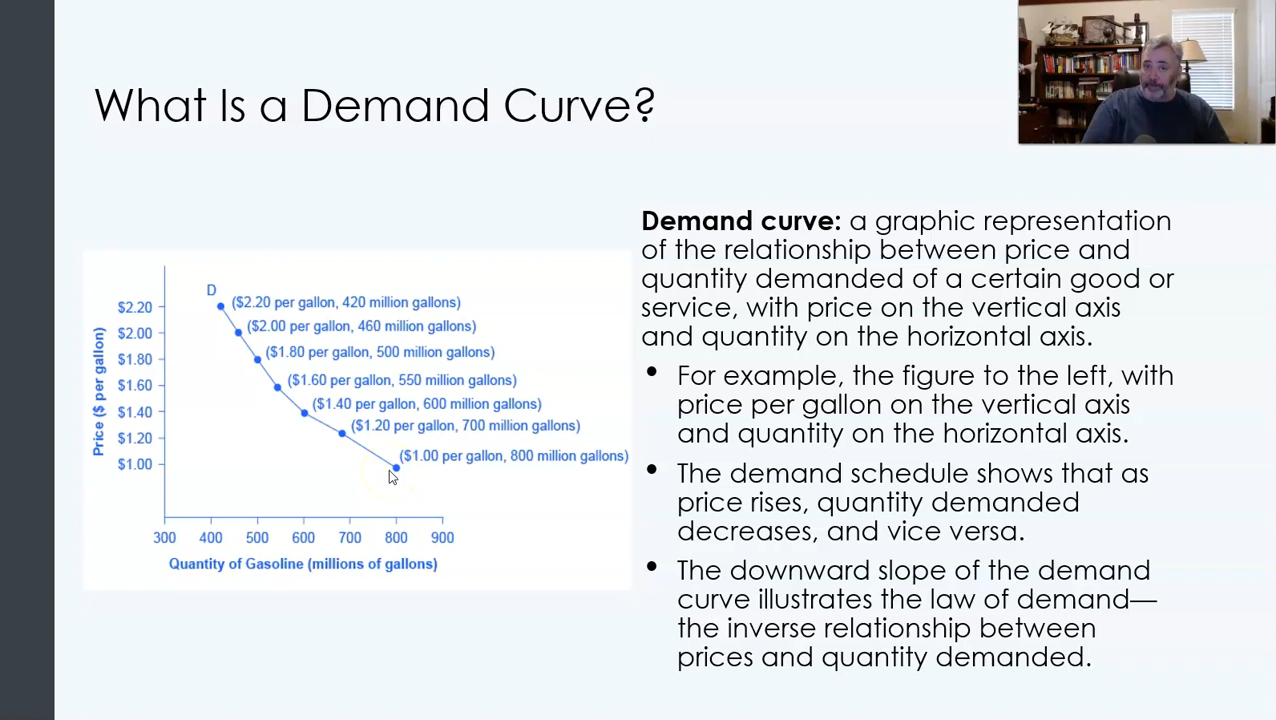 What Is a Demand Curve?
Demand curve: a graphic representation
of the relationship between price and
quantity demanded of a certain good or
service, with price on the vertical axis
and quantity on the horizontal axis.
• For example, the figure to the left, with
price per gallon on the vertical axis
and quantity on the horizontal axis.
• The demand schedule shows that as
price rises, quantity demanded
decreases, and vice versa.
• The downward slope of the demand
curve illustrates the law of demand—
the inverse relationship between
prices and quantity demanded.
Price ($ per gallon)
$2.20
$2.00
$1.80
$1.60
$1.40
$1.20
$1.00
D
($2.20 per gallon, 420 million gallons)
($2.00 per gallon, 460 million gallons)
($1.80 per gallon, 500 million gallons)
($1.60 per gallon, 550 million gallons)
($1.40 per gallon, 600 million gallons)
($1.20 per gallon, 700 million gallons)
($1.00 per gallon, 800 million gallons)
300 400 500 600 700 800 900
Quantity of Gasoline (millions of gallons)